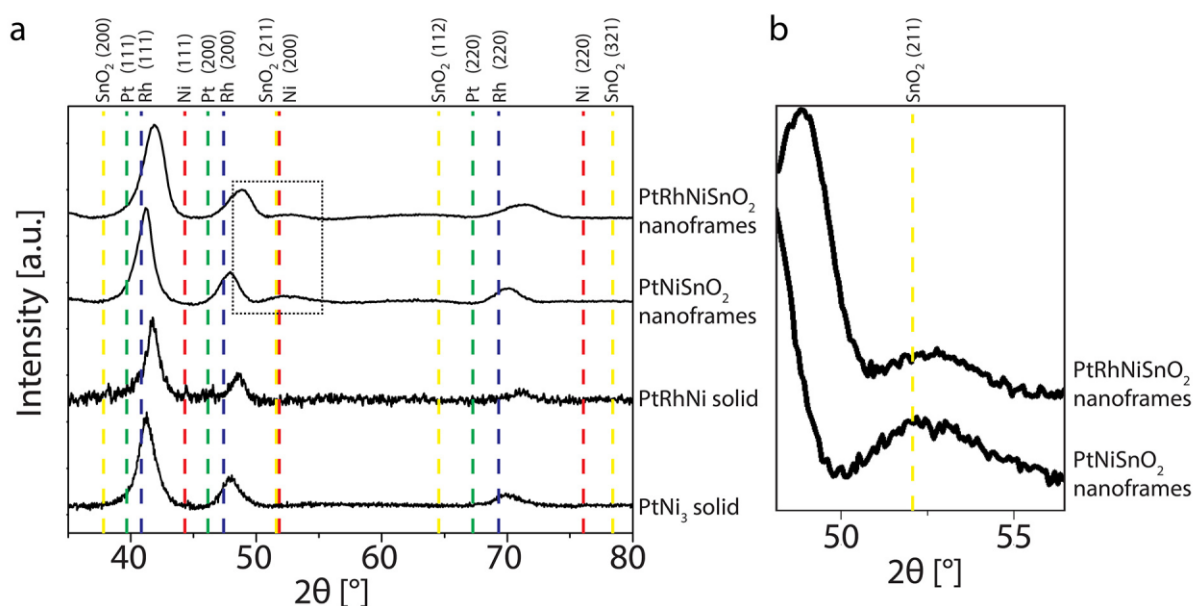 a
SnO₂ (200)
Pt (111)
Rh (111)
Ni (111)
Pt (200)
Rh (200)
SnO₂ (211)
Ni (200)
SnO₂ (112)
Pt (220)
Rh (220)
Ni (220)
SnO₂ (321)
Intensity [a.u.]
PtRhNiSnO₂
nanoframes
PtNiSnO₂
nanoframes
PtRhNi solid
PtNi₃ solid
40
50
60
70
80
2θ [°]
b
SnO₂ (211)
PtRhNiSnO₂
nanoframes
PtNiSnO₂
nanoframes
50
55
2θ [°]